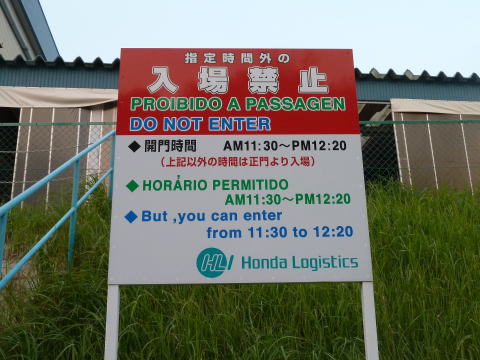 指定時間外の
入場禁止
PROIBIDO A PASSAGEN
DO NOT ENTER
◆開門時間 AM11:30～PM12:20
(上記以外の時間は正門より入場)
◆HORÁRIO PERMITIDO
AM11:30～PM12:20
◆But ,you can enter
from 11:30 to 12:20
HL Honda Logistics